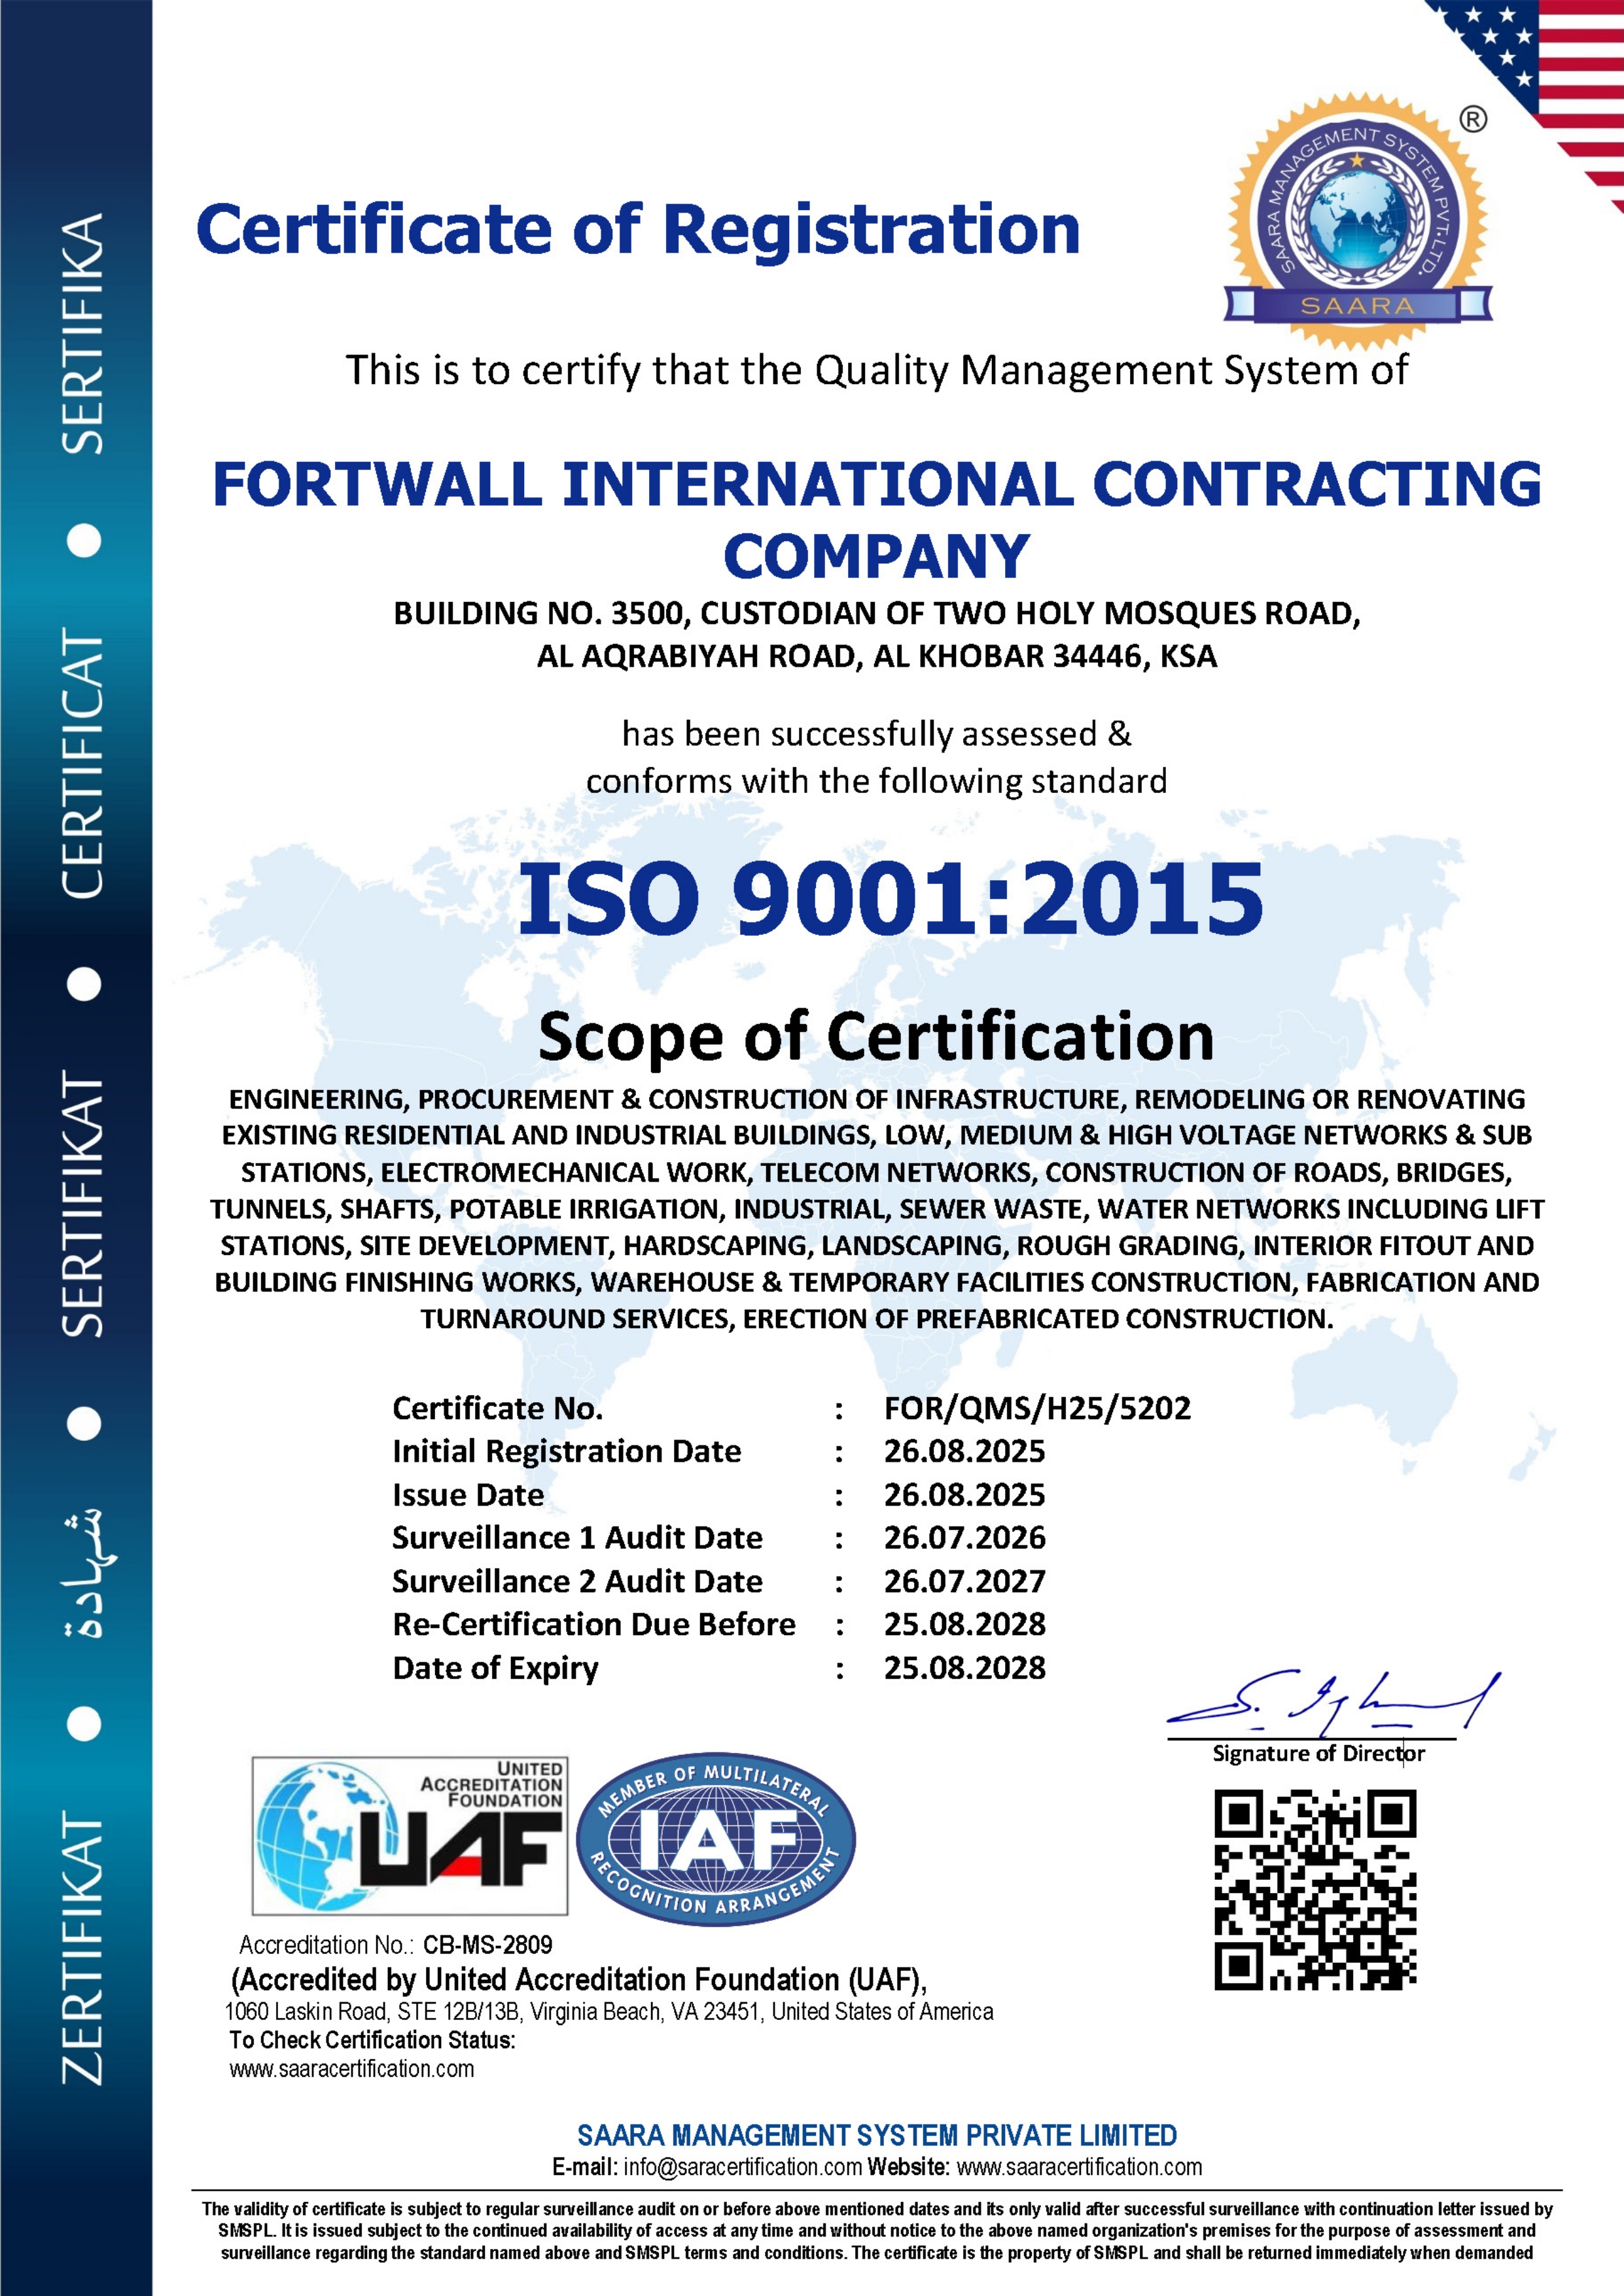 SERTIFIKA
CERTIFICAT
SERTIFIKAT
شهادة
ZERTIFIKAT
®
SAARA MANAGEMENT SYSTEM PVT. LTD.
SAARA
Certificate of Registration
This is to certify that the Quality Management System of
FORTWALL INTERNATIONAL CONTRACTING
COMPANY
BUILDING NO. 3500, CUSTODIAN OF TWO HOLY MOSQUES ROAD,
AL AQRABIYAH ROAD, AL KHOBAR 34446, KSA
has been successfully assessed &
conforms with the following standard
ISO 9001:2015
Scope of Certification
ENGINEERING, PROCUREMENT & CONSTRUCTION OF INFRASTRUCTURE, REMODELING OR RENOVATING
EXISTING RESIDENTIAL AND INDUSTRIAL BUILDINGS, LOW, MEDIUM & HIGH VOLTAGE NETWORKS & SUB
STATIONS, ELECTROMECHANICAL WORK, TELECOM NETWORKS, CONSTRUCTION OF ROADS, BRIDGES,
TUNNELS, SHAFTS, POTABLE IRRIGATION, INDUSTRIAL, SEWER WASTE, WATER NETWORKS INCLUDING LIFT
STATIONS, SITE DEVELOPMENT, HARDSCAPING, LANDSCAPING, ROUGH GRADING, INTERIOR FITOUT AND
BUILDING FINISHING WORKS, WAREHOUSE & TEMPORARY FACILITIES CONSTRUCTION, FABRICATION AND
TURNAROUND SERVICES, ERECTION OF PREFABRICATED CONSTRUCTION.
Certificate No. : FOR/QMS/H25/5202
Initial Registration Date : 26.08.2025
Issue Date : 26.08.2025
Surveillance 1 Audit Date : 26.07.2026
Surveillance 2 Audit Date : 26.07.2027
Re-Certification Due Before : 25.08.2028
Date of Expiry : 25.08.2028
Signature of Director
UNITED
ACCREDITATION
FOUNDATION
UAF
MEMBER OF MULTILATERAL
IAF
RECOGNITION ARRANGEMENT
Accreditation No.: CB-MS-2809
(Accredited by United Accreditation Foundation (UAF),
1060 Laskin Road, STE 12B/13B, Virginia Beach, VA 23451, United States of America
To Check Certification Status:
www.saaracertification.com
SAARA MANAGEMENT SYSTEM PRIVATE LIMITED
E-mail: info@saracertification.com Website: www.saaracertification.com
The validity of certificate is subject to regular surveillance audit on or before above mentioned dates and its only valid after successful surveillance with continuation letter issued by
SMSPL. It is issued subject to the continued availability of access at any time and without notice to the above named organization's premises for the purpose of assessment and
surveillance regarding the standard named above and SMSPL terms and conditions. The certificate is the property of SMSPL and shall be returned immediately when demanded